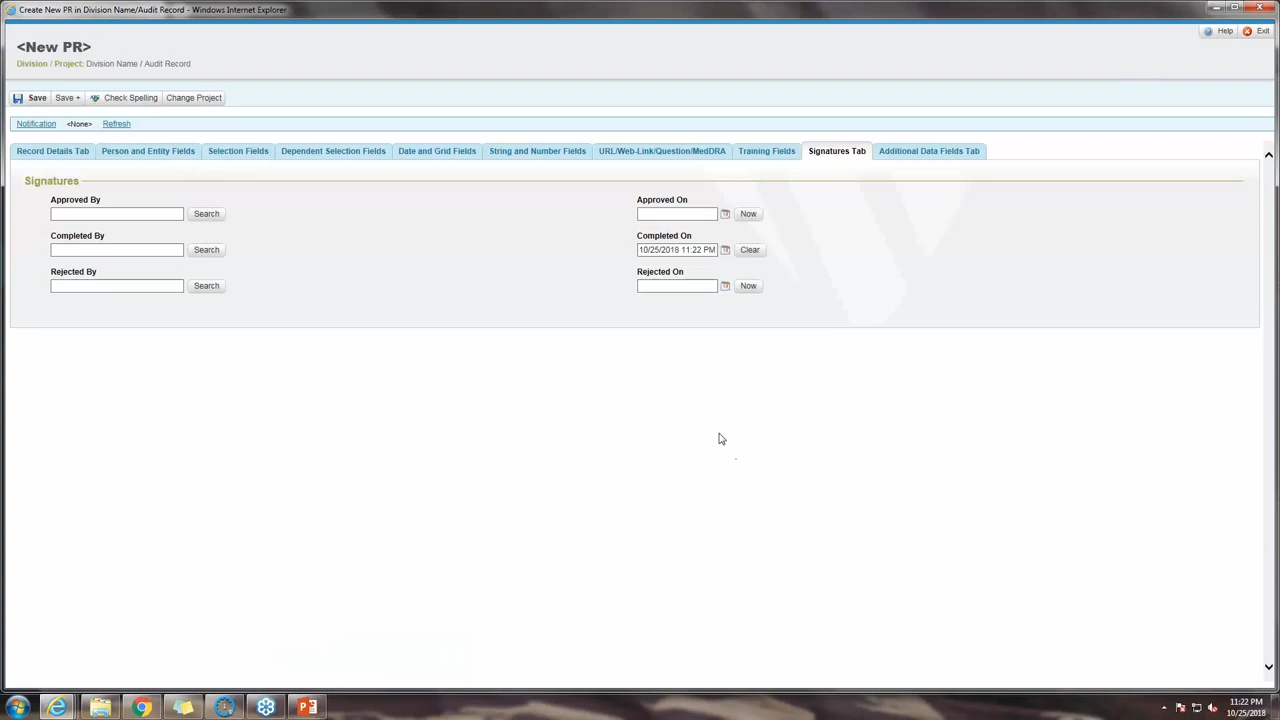 Create New PR in Division Name/Audit Record - Windows Internet Explorer
Help Exit
<New PR>
Division / Project: Division Name / Audit Record
Save Save + Check Spelling Change Project
Notification <None> Refresh
Record Details Tab Person and Entity Fields Selection Fields Dependent Selection Fields Date and Grid Fields String and Number Fields URL/Web-Link/Question/MedDRA Training Fields Signatures Tab Additional Data Fields Tab
Signatures
Approved By Approved On
Search Now
Completed By Completed On
Search 10/25/2018 11:22 PM Clear
Rejected By Rejected On
Search Now
11:22 PM
10/25/2018